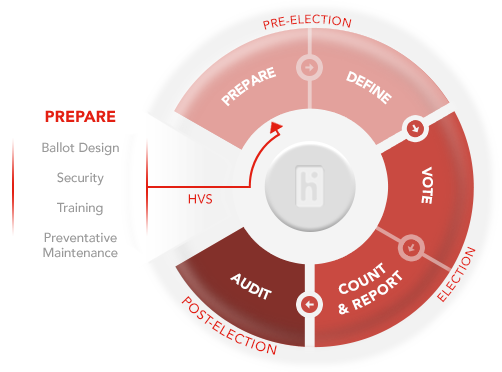 PRE-ELECTION
PREPARE
DEFINE
PREPARE
Ballot Design
Security
Training
Preventative
Maintenance
HVS
VOTE
COUNT
& REPORT
AUDIT
ELECTION
POST-ELECTION
h